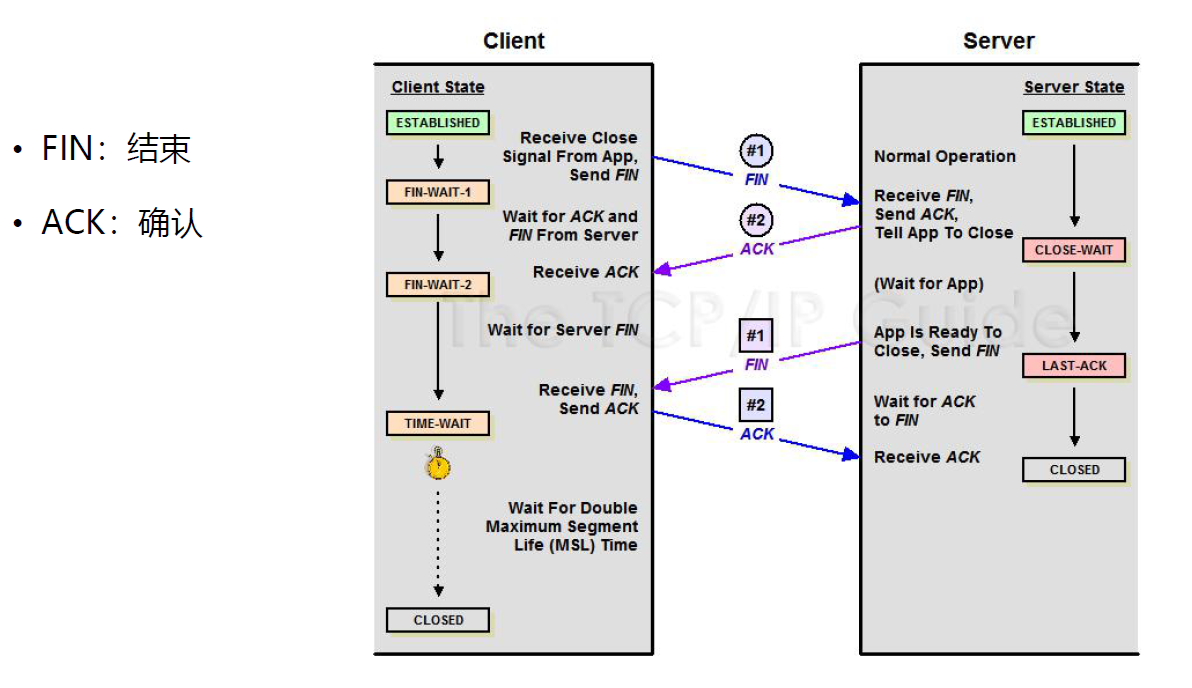 • FIN：结束
• ACK：确认
Client
Client State
ESTABLISHED
Receive Close
Signal From App,
Send FIN
FIN-WAIT-1
Wait for ACK and
FIN From Server
Receive ACK
FIN-WAIT-2
Wait for Server FIN
Receive FIN,
Send ACK
TIME-WAIT
Wait For Double
Maximum Segment
Life (MSL) Time
CLOSED
#1
FIN
#2
ACK
#1
FIN
#2
ACK
Server
Server State
ESTABLISHED
Normal Operation
Receive FIN,
Send ACK,
Tell App To Close
CLOSE-WAIT
(Wait for App)
App Is Ready To
Close, Send FIN
LAST-ACK
Wait for ACK
to FIN
Receive ACK
CLOSED
The TCP/IP Guide